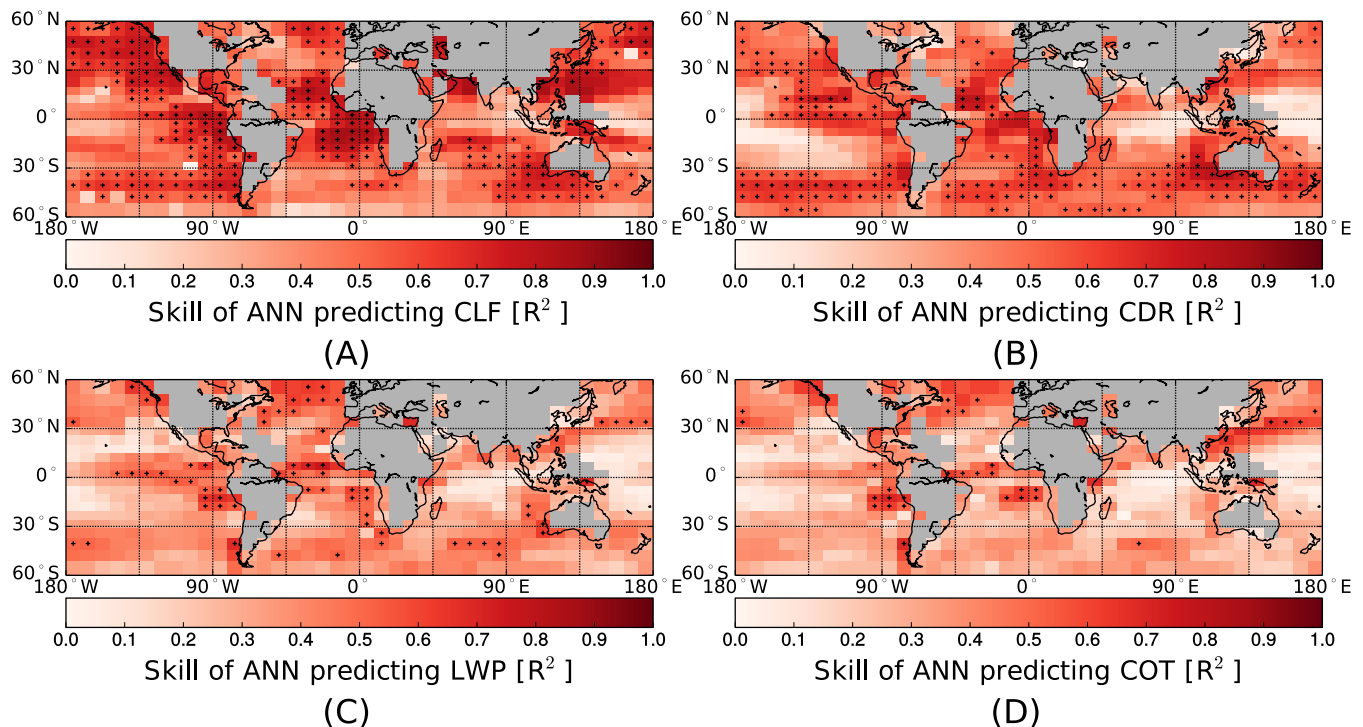 60°N
30°N
0°
30°S
60°S
180°W 90°W 0° 90°E 180°E
0.0 0.1 0.2 0.3 0.4 0.5 0.6 0.7 0.8 0.9 1.0
Skill of ANN predicting CLF [R²]
(A)
60°N
30°N
0°
30°S
60°S
180°W 90°W 0° 90°E 180°E
0.0 0.1 0.2 0.3 0.4 0.5 0.6 0.7 0.8 0.9 1.0
Skill of ANN predicting CDR [R²]
(B)
60°N
30°N
0°
30°S
60°S
180°W 90°W 0° 90°E 180°E
0.0 0.1 0.2 0.3 0.4 0.5 0.6 0.7 0.8 0.9 1.0
Skill of ANN predicting LWP [R²]
(C)
60°N
30°N
0°
30°S
60°S
180°W 90°W 0° 90°E 180°E
0.0 0.1 0.2 0.3 0.4 0.5 0.6 0.7 0.8 0.9 1.0
Skill of ANN predicting COT [R²]
(D)